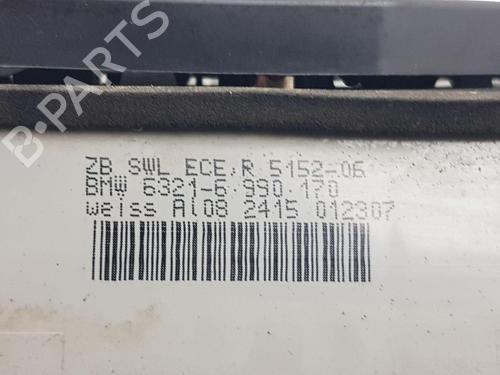 B-PARTS
ZB SWL ECE,R 5152-06
BMW 6321-6 990 170
weiss Al08 2415 012307